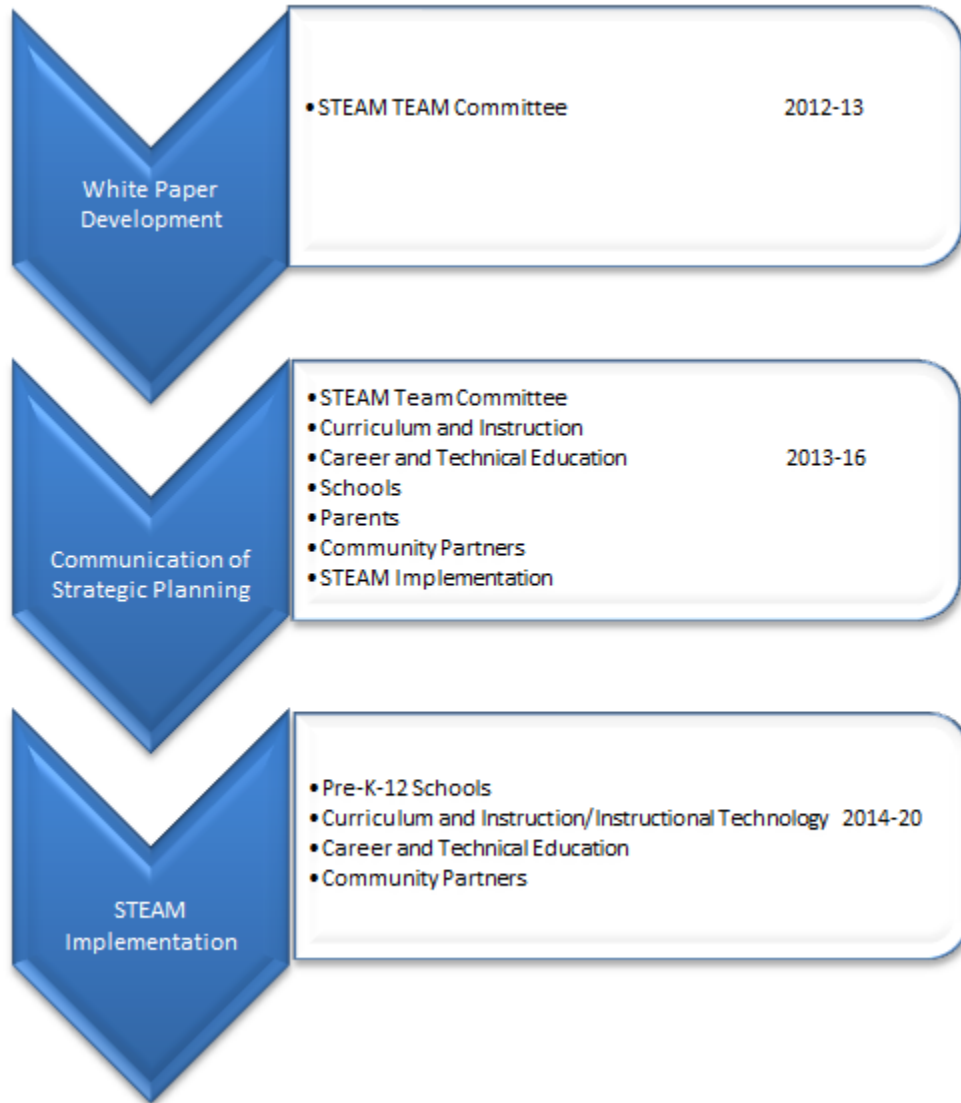 White Paper
Development
•STEAM TEAM Committee 2012-13
Communication of
Strategic Planning
•STEAM Team Committee
•Curriculum and Instruction
•Career and Technical Education 2013-16
•Schools
•Parents
•Community Partners
•STEAM Implementation
STEAM
Implementation
•Pre-K-12 Schools
•Curriculum and Instruction/Instructional Technology 2014-20
•Career and Technical Education
•Community Partners